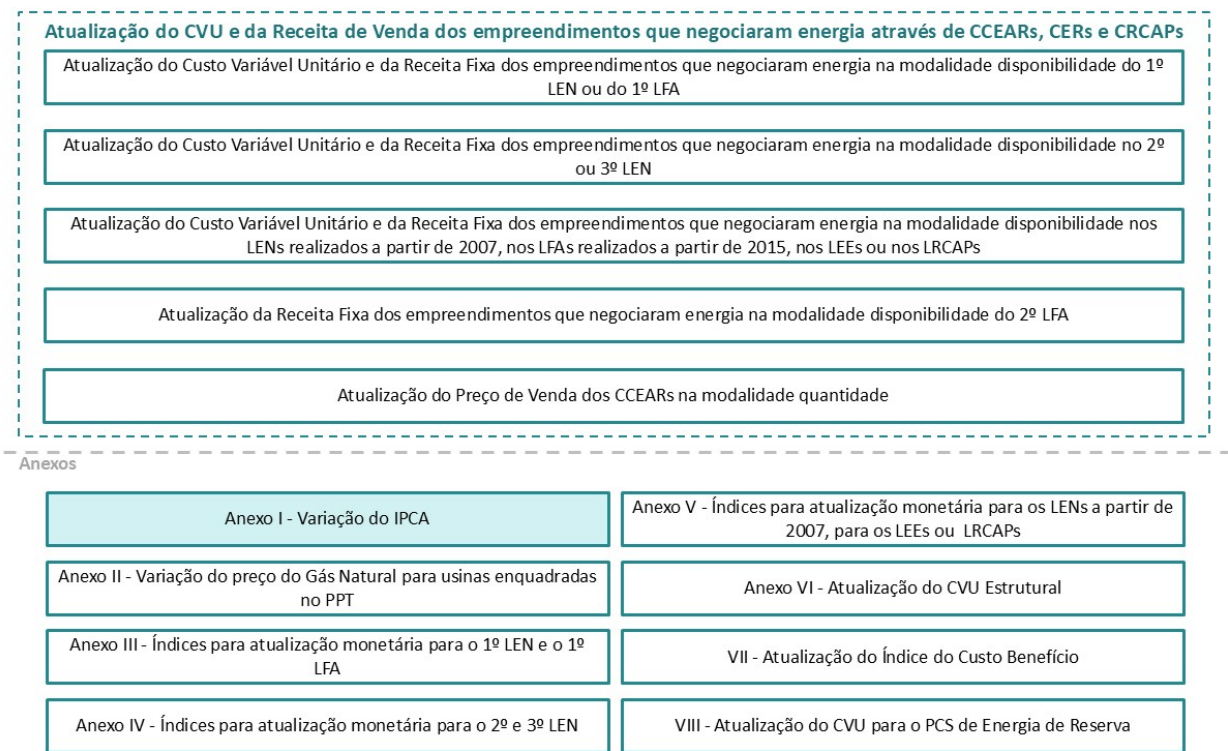 Atualização do CVU e da Receita de Venda dos empreendimentos que negociaram energia através de CCEARs, CERs e CRCAPs
Atualização do Custo Variável Unitário e da Receita Fixa dos empreendimentos que negociaram energia na modalidade disponibilidade do 1º
LEN ou do 1º LFA
Atualização do Custo Variável Unitário e da Receita Fixa dos empreendimentos que negociaram energia na modalidade disponibilidade no 2º
ou 3º LEN
Atualização do Custo Variável Unitário e da Receita Fixa dos empreendimentos que negociaram energia na modalidade disponibilidade nos
LENs realizados a partir de 2007, nos LFAs realizados a partir de 2015, nos LEEs ou nos LRCAPs
Atualização da Receita Fixa dos empreendimentos que negociaram energia na modalidade disponibilidade do 2º LFA
Atualização do Preço de Venda dos CCEARs na modalidade quantidade
Anexos
Anexo I - Variação do IPCA
Anexo II - Variação do preço do Gás Natural para usinas enquadradas
no PPT
Anexo III - Índices para atualização monetária para o 1º LEN e o 1º
LFA
Anexo IV - Índices para atualização monetária para o 2º e 3º LEN
Anexo V - Índices para atualização monetária para os LENs a partir de
2007, para os LEEs ou LRCAPs
Anexo VI - Atualização do CVU Estrutural
VII - Atualização do Índice do Custo Benefício
VIII - Atualização do CVU para o PCS de Energia de Reserva